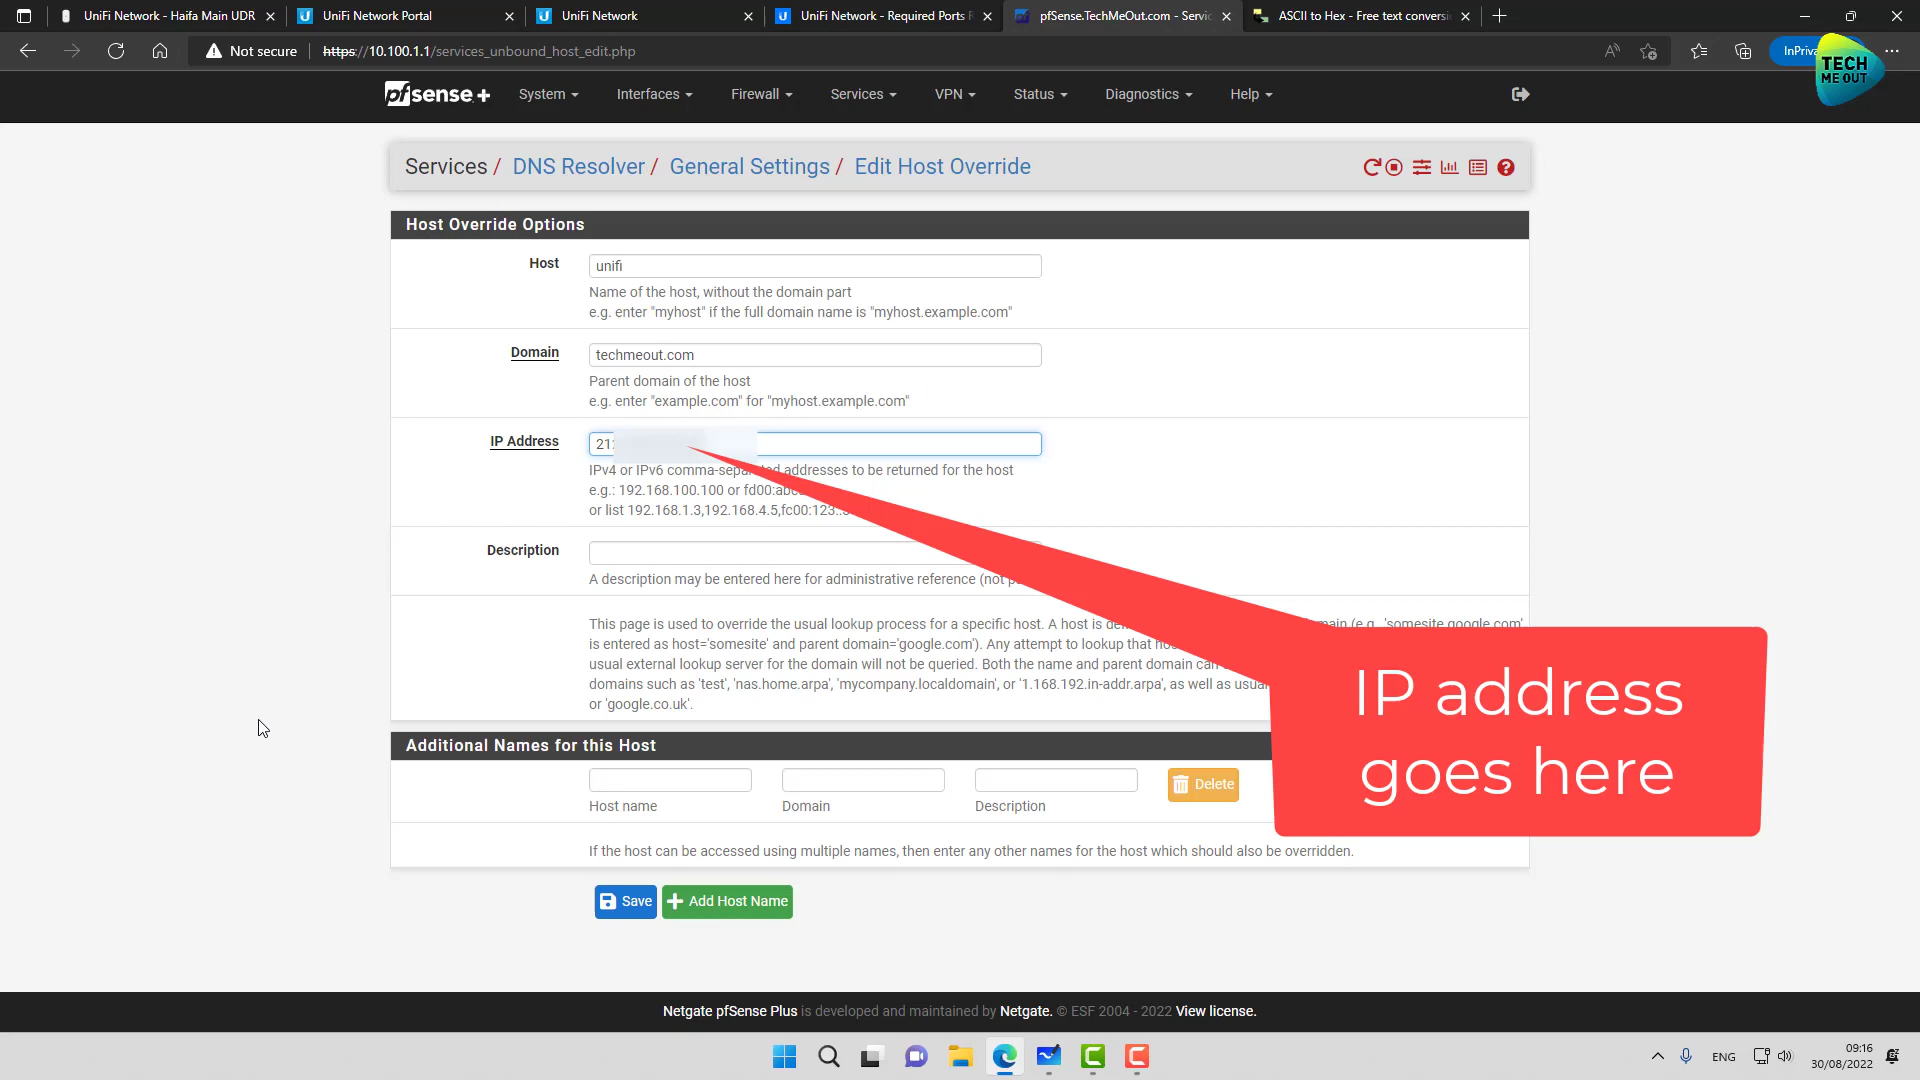 UniFi Network - Haifa Main UDR
UniFi Network Portal
UniFi Network
UniFi Network - Required Ports R
pfSense.TechMeOut.com - Servic
ASCII to Hex - Free text conversi
Not secure
https://10.100.1.1/services_unbound_host_edit.php
InPriva
TECH
ME OUT
pfsense +
System
Interfaces
Firewall
Services
VPN
Status
Diagnostics
Help
Services / DNS Resolver / General Settings / Edit Host Override
Host Override Options
Host
unifi
Name of the host, without the domain part
e.g. enter "myhost" if the full domain name is "myhost.example.com"
Domain
techmeout.com
Parent domain of the host
e.g. enter "example.com" for "myhost.example.com"
IP Address
21
IPv4 or IPv6 comma-separated addresses to be returned for the host
e.g.: 192.168.100.100 or fd00:abc
or list 192.168.1.3,192.168.4.5,fc00:123:
Description
A description may be entered here for administrative reference (not p
This page is used to override the usual lookup process for a specific host. A host is de main (e.g., 'somesite.google.com'
is entered as host='somesite' and parent domain='google.com'). Any attempt to lookup that ho
usual external lookup server for the domain will not be queried. Both the name and parent domain can
domains such as 'test', 'nas.home.arpa', 'mycompany.localdomain', or '1.168.192.in-addr.arpa', as well as usua
or 'google.co.uk'.
IP address
goes here
Additional Names for this Host
Delete
Host name
Domain
Description
If the host can be accessed using multiple names, then enter any other names for the host which should also be overridden.
Save
Add Host Name
Netgate pfSense Plus is developed and maintained by Netgate. © ESF 2004 - 2022 View license.
ENG
09:16
30/08/2022